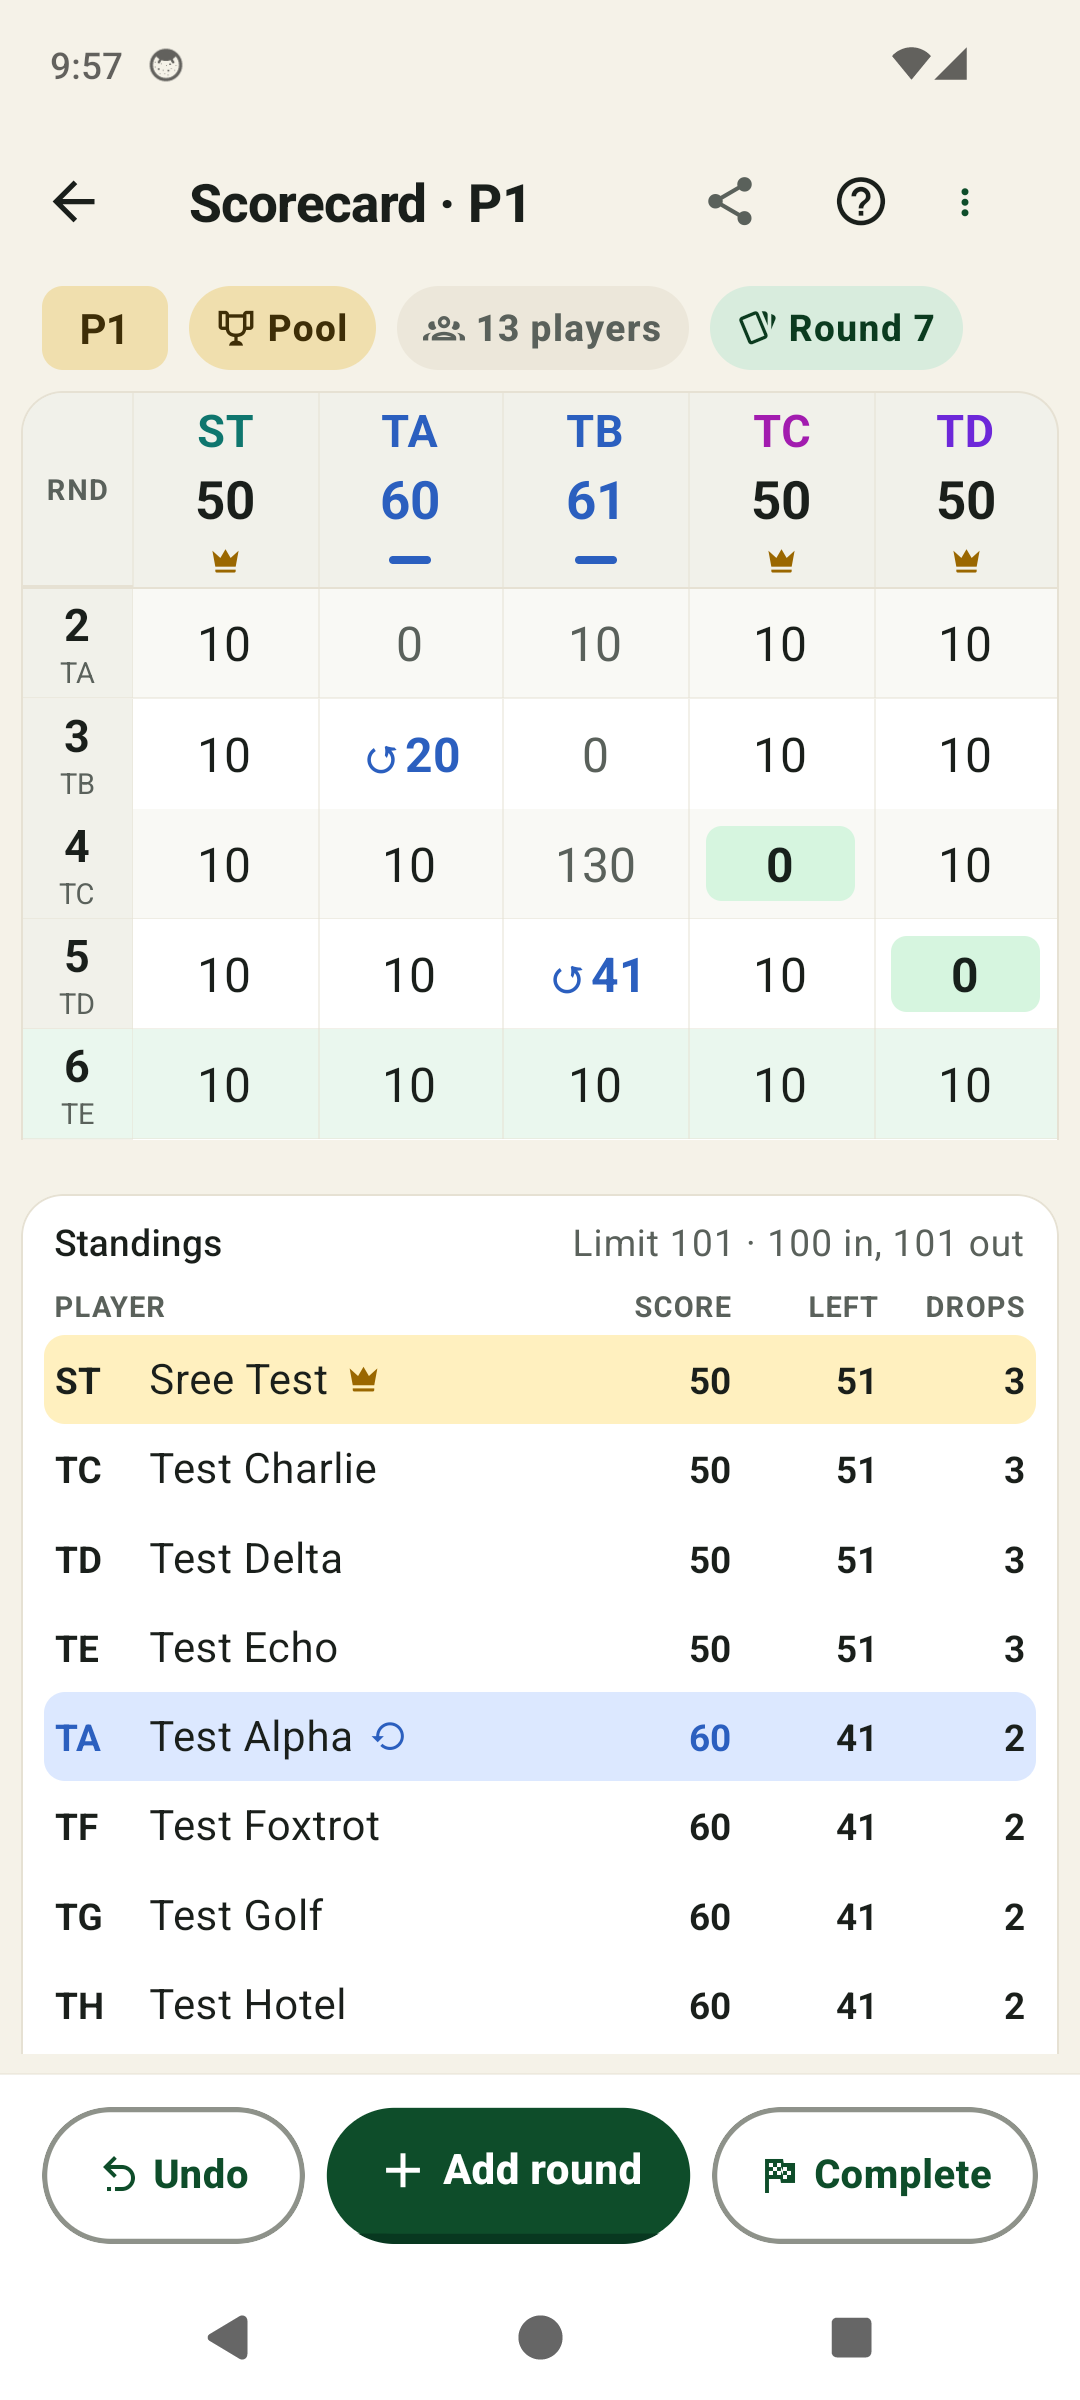 9:57
Scorecard · P1
P1 Pool 13 players Round 7
RND ST TA TB TC TD
50 60 61 50 50
2 TA 10 0 10 10 10
3 TB 10 20 0 10 10
4 TC 10 10 130 0 10
5 TD 10 10 41 10 0
6 TE 10 10 10 10 10
Standings Limit 101 · 100 in, 101 out
PLAYER SCORE LEFT DROPS
ST Sree Test 50 51 3
TC Test Charlie 50 51 3
TD Test Delta 50 51 3
TE Test Echo 50 51 3
TA Test Alpha 60 41 2
TF Test Foxtrot 60 41 2
TG Test Golf 60 41 2
TH Test Hotel 60 41 2
Undo Add round Complete